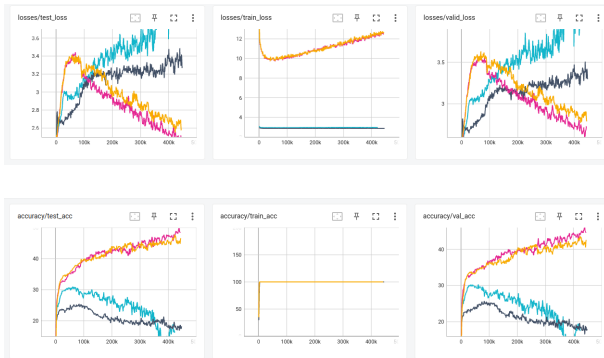 losses/test_loss
losses/train_loss
losses/valid_loss
3.6
3.4
3.2
3
2.8
2.6
0
100k
200k
300k
400k
12
10
8
6
4
0
100k
200k
300k
400k
3.5
3
0
100k
200k
300k
400k
accuracy/test_acc
accuracy/train_acc
accuracy/val_acc
40
30
20
0
100k
200k
300k
400k
150
100
50
0
100k
200k
300k
400k
40
30
20
0
100k
200k
300k
400k